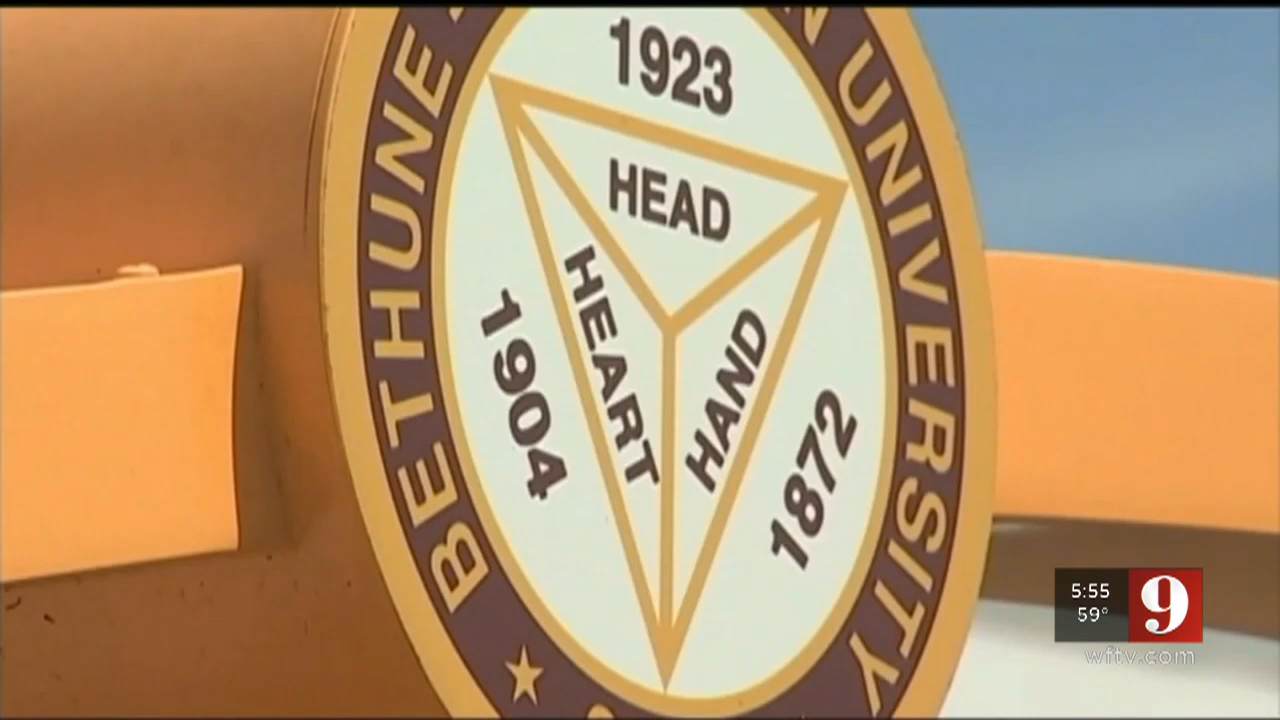 BETHUNE
N UNIVERSITY
1923
HEAD
HEART
HAND
1904
1872
5:55
59°
9
wftv.com